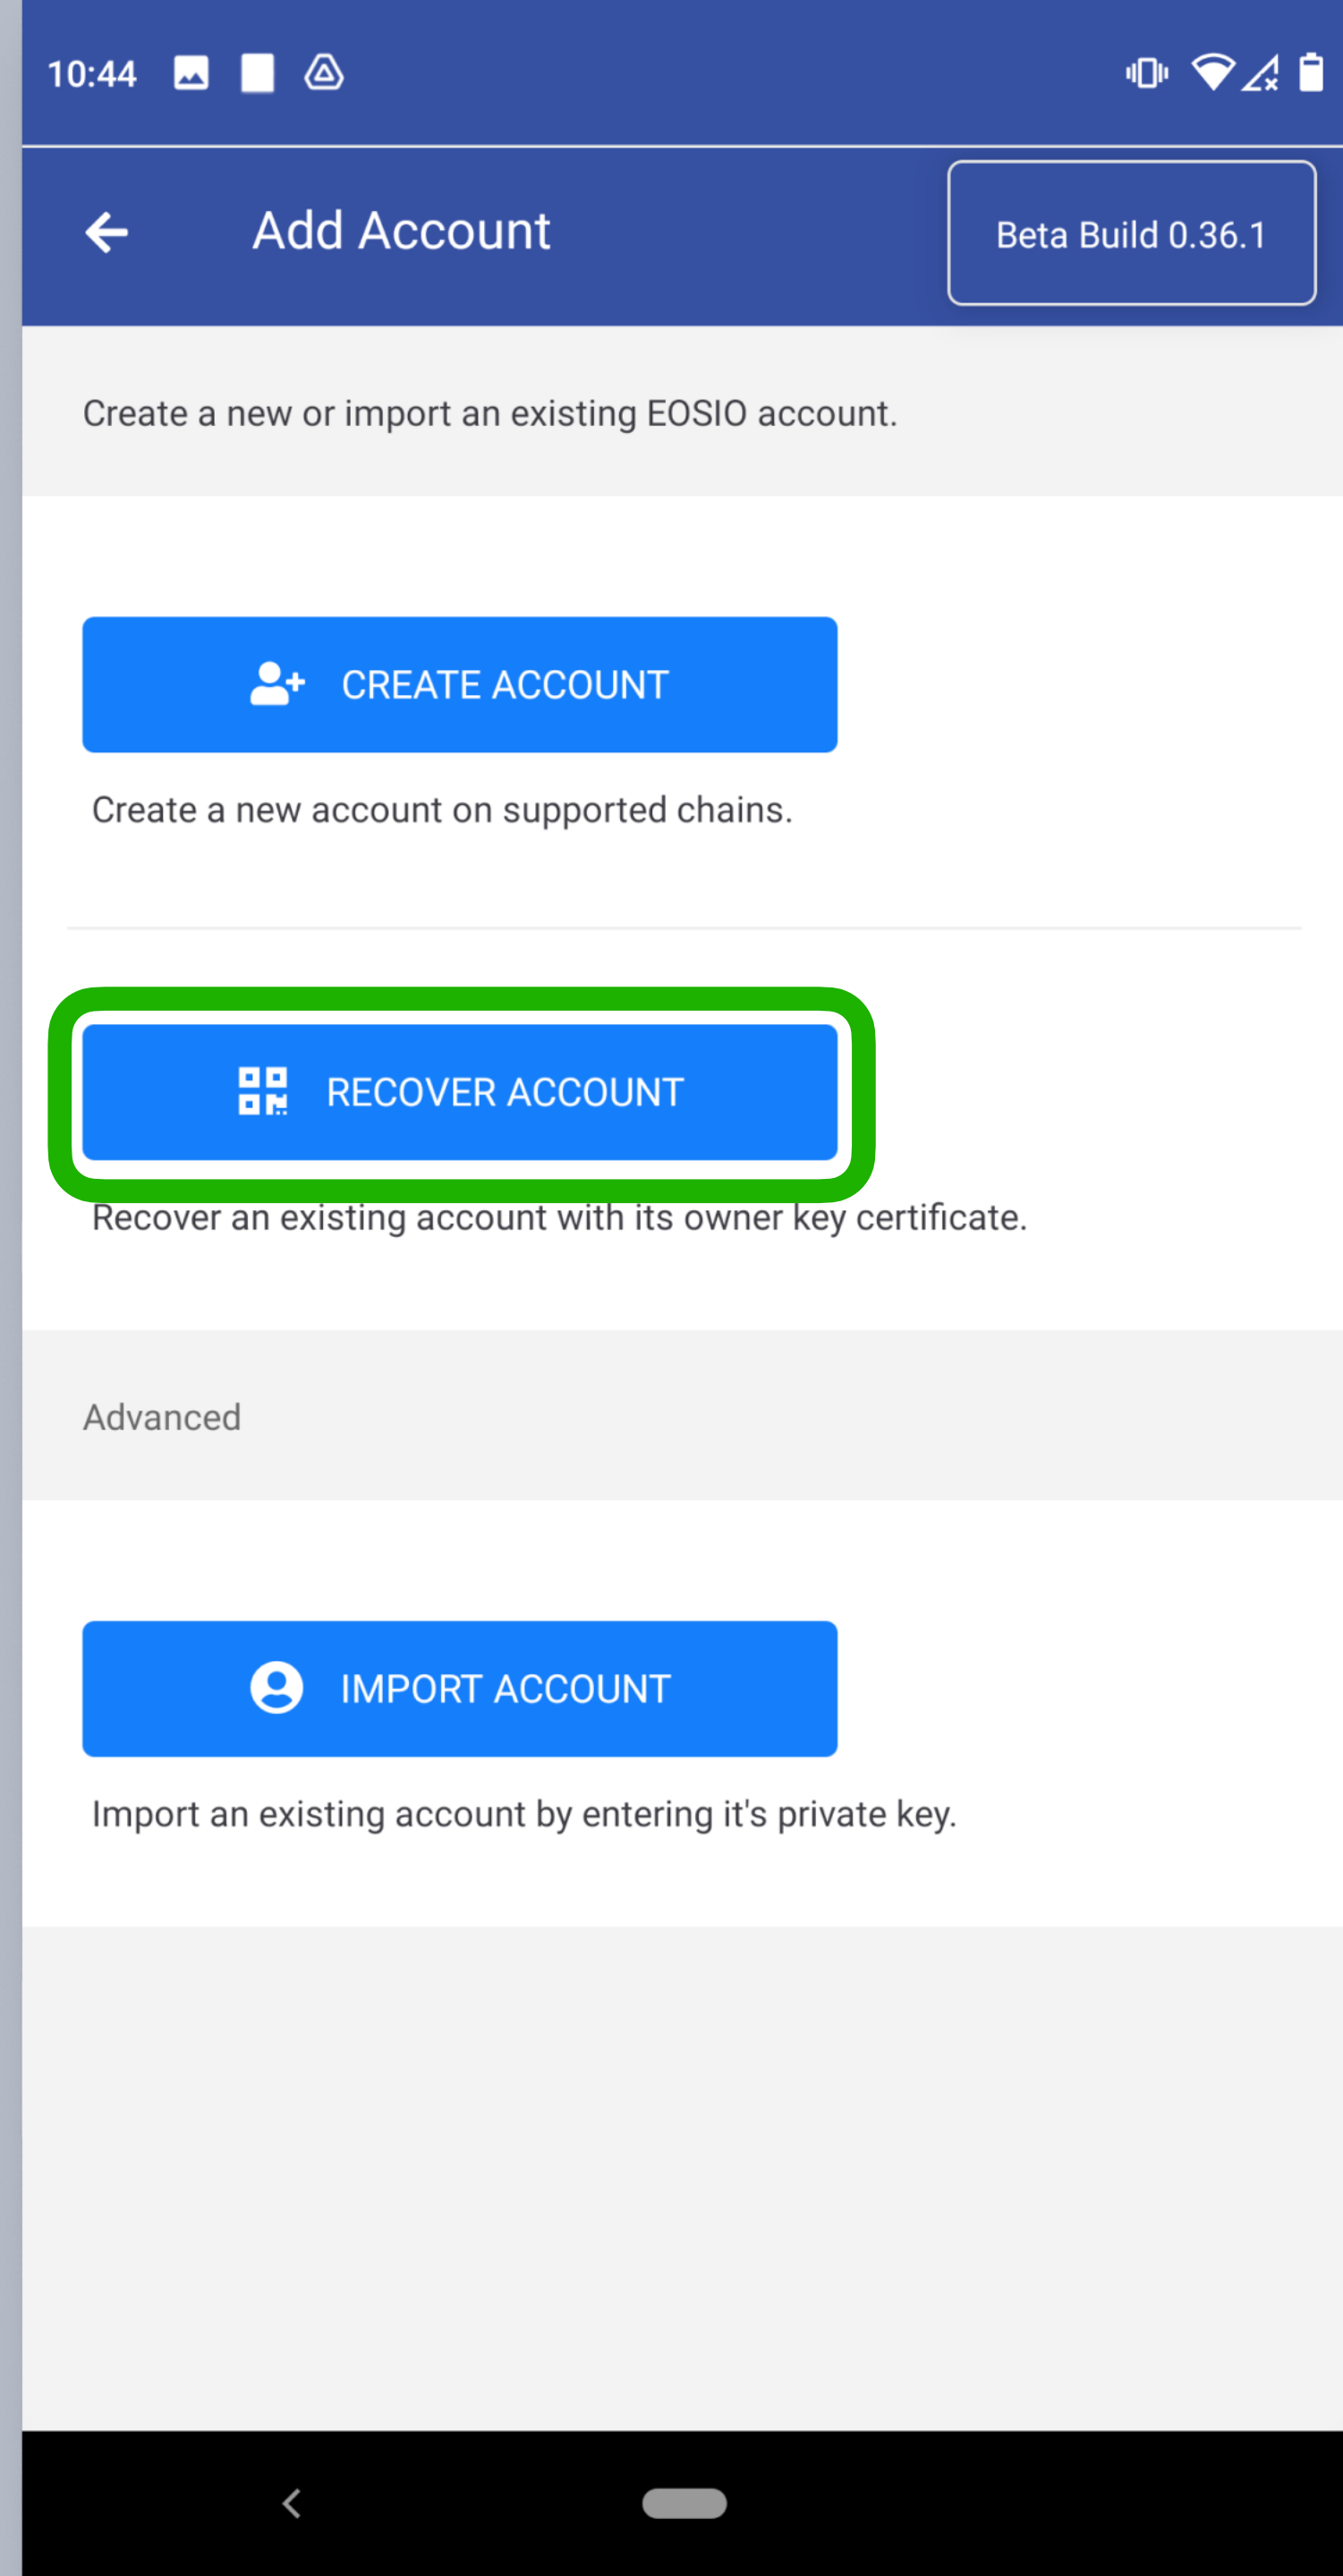 10:44
Add Account
Beta Build 0.36.1
Create a new or import an existing EOSIO account.
CREATE ACCOUNT
Create a new account on supported chains.
RECOVER ACCOUNT
Recover an existing account with its owner key certificate.
Advanced
IMPORT ACCOUNT
Import an existing account by entering it's private key.